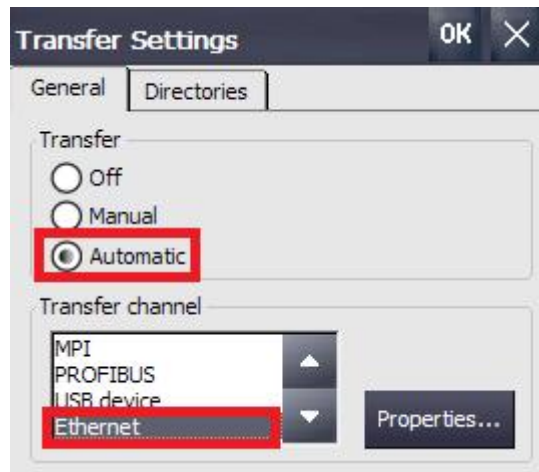 Transfer Settings OK
General Directories
Transfer
Off
Manual
Automatic
Transfer channel
MPI
PROFIBUS
USB device
Ethernet
Properties...